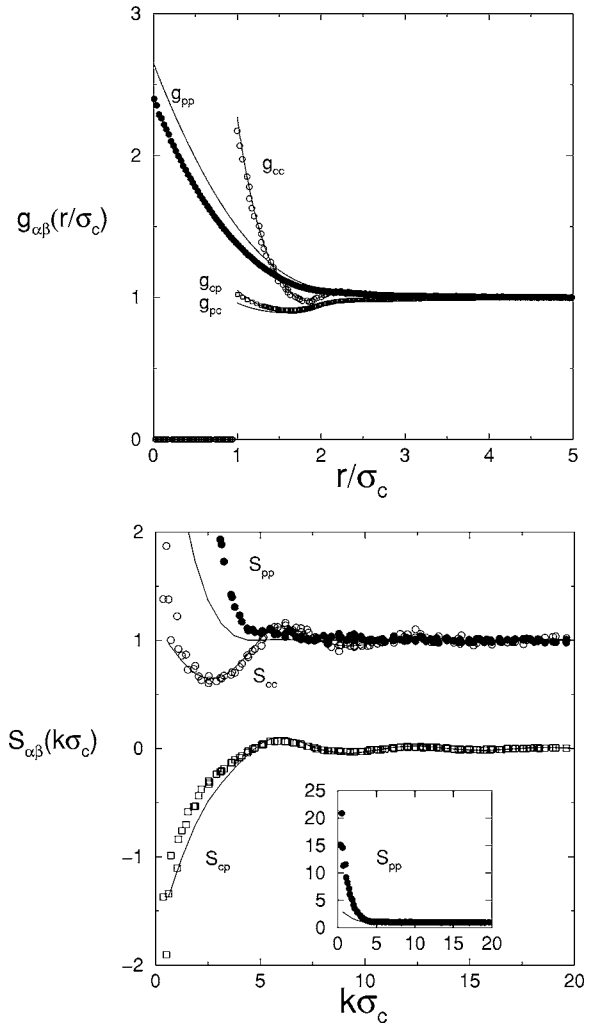 3
g_pp
2
g_cc
g_αβ(r/σ_c)
g_cp
1
g_pc
0
0 1 2 3 4 5
r/σ_c
2
S_pp
1
S_cc
S_αβ(kσ_c)
0
25
20
−1
S_cp
15
S_pp
10
5
0
0 5 10 15 20
−2
0 5 10 15 20
kσ_c